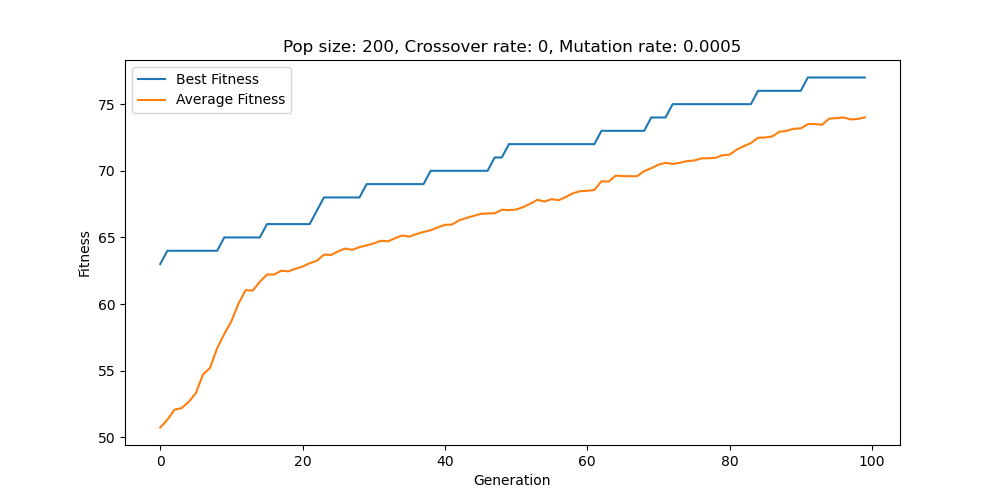 Pop size: 200, Crossover rate: 0, Mutation rate: 0.0005
Best Fitness
Average Fitness
Fitness
75
70
65
60
55
50
0 20 40 60 80 100
Generation